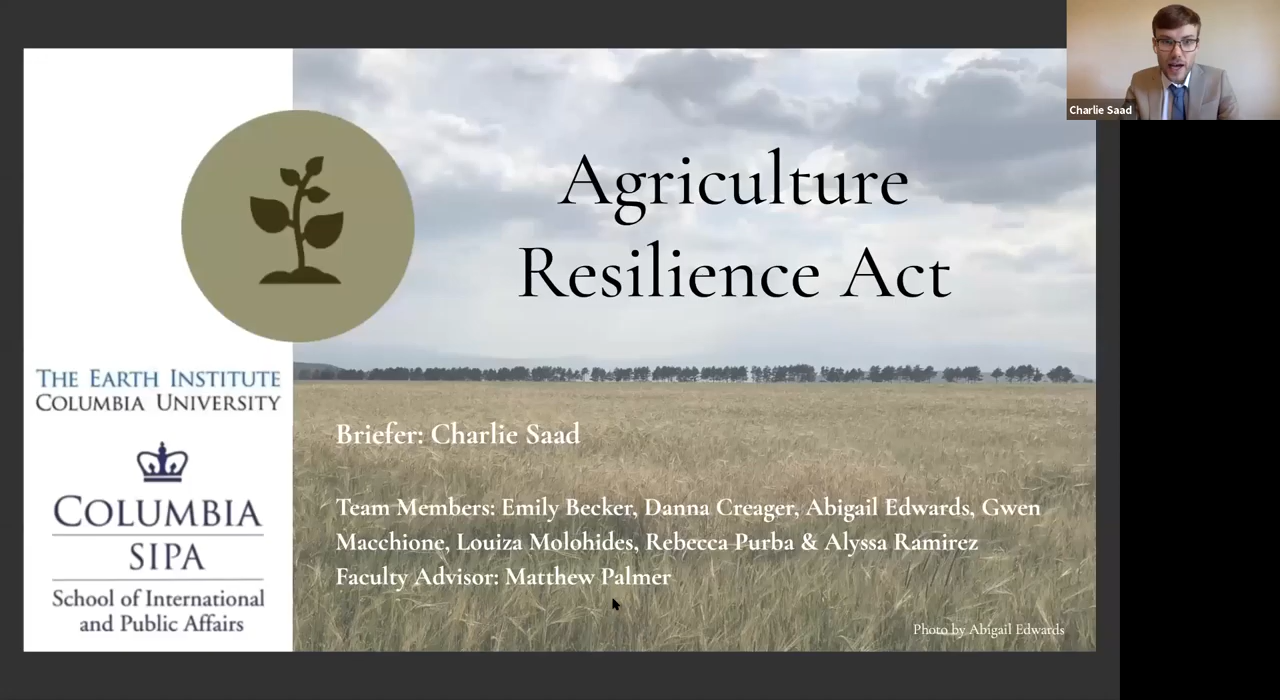 Charlie Saad
Agriculture
Resilience Act
THE EARTH INSTITUTE
COLUMBIA UNIVERSITY
COLUMBIA
SIPA
School of International
and Public Affairs
Briefer: Charlie Saad
Team Members: Emily Becker, Danna Creager, Abigail Edwards, Gwen
Macchione, Louiza Molohides, Rebecca Purba & Alyssa Ramirez
Faculty Advisor: Matthew Palmer
Photo by Abigail Edwards